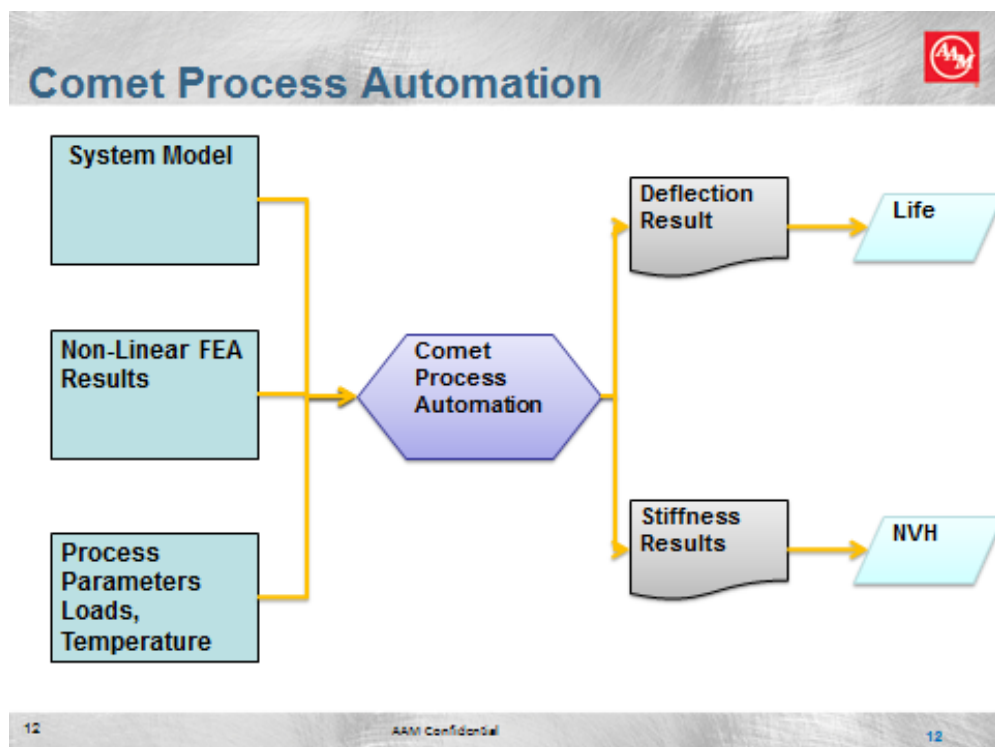 Comet Process Automation
AAM
System Model
Non-Linear FEA
Results
Process
Parameters
Loads,
Temperature
Comet
Process
Automation
Deflection
Result
Life
Stiffness
Results
NVH
12
AAM Confidential
12